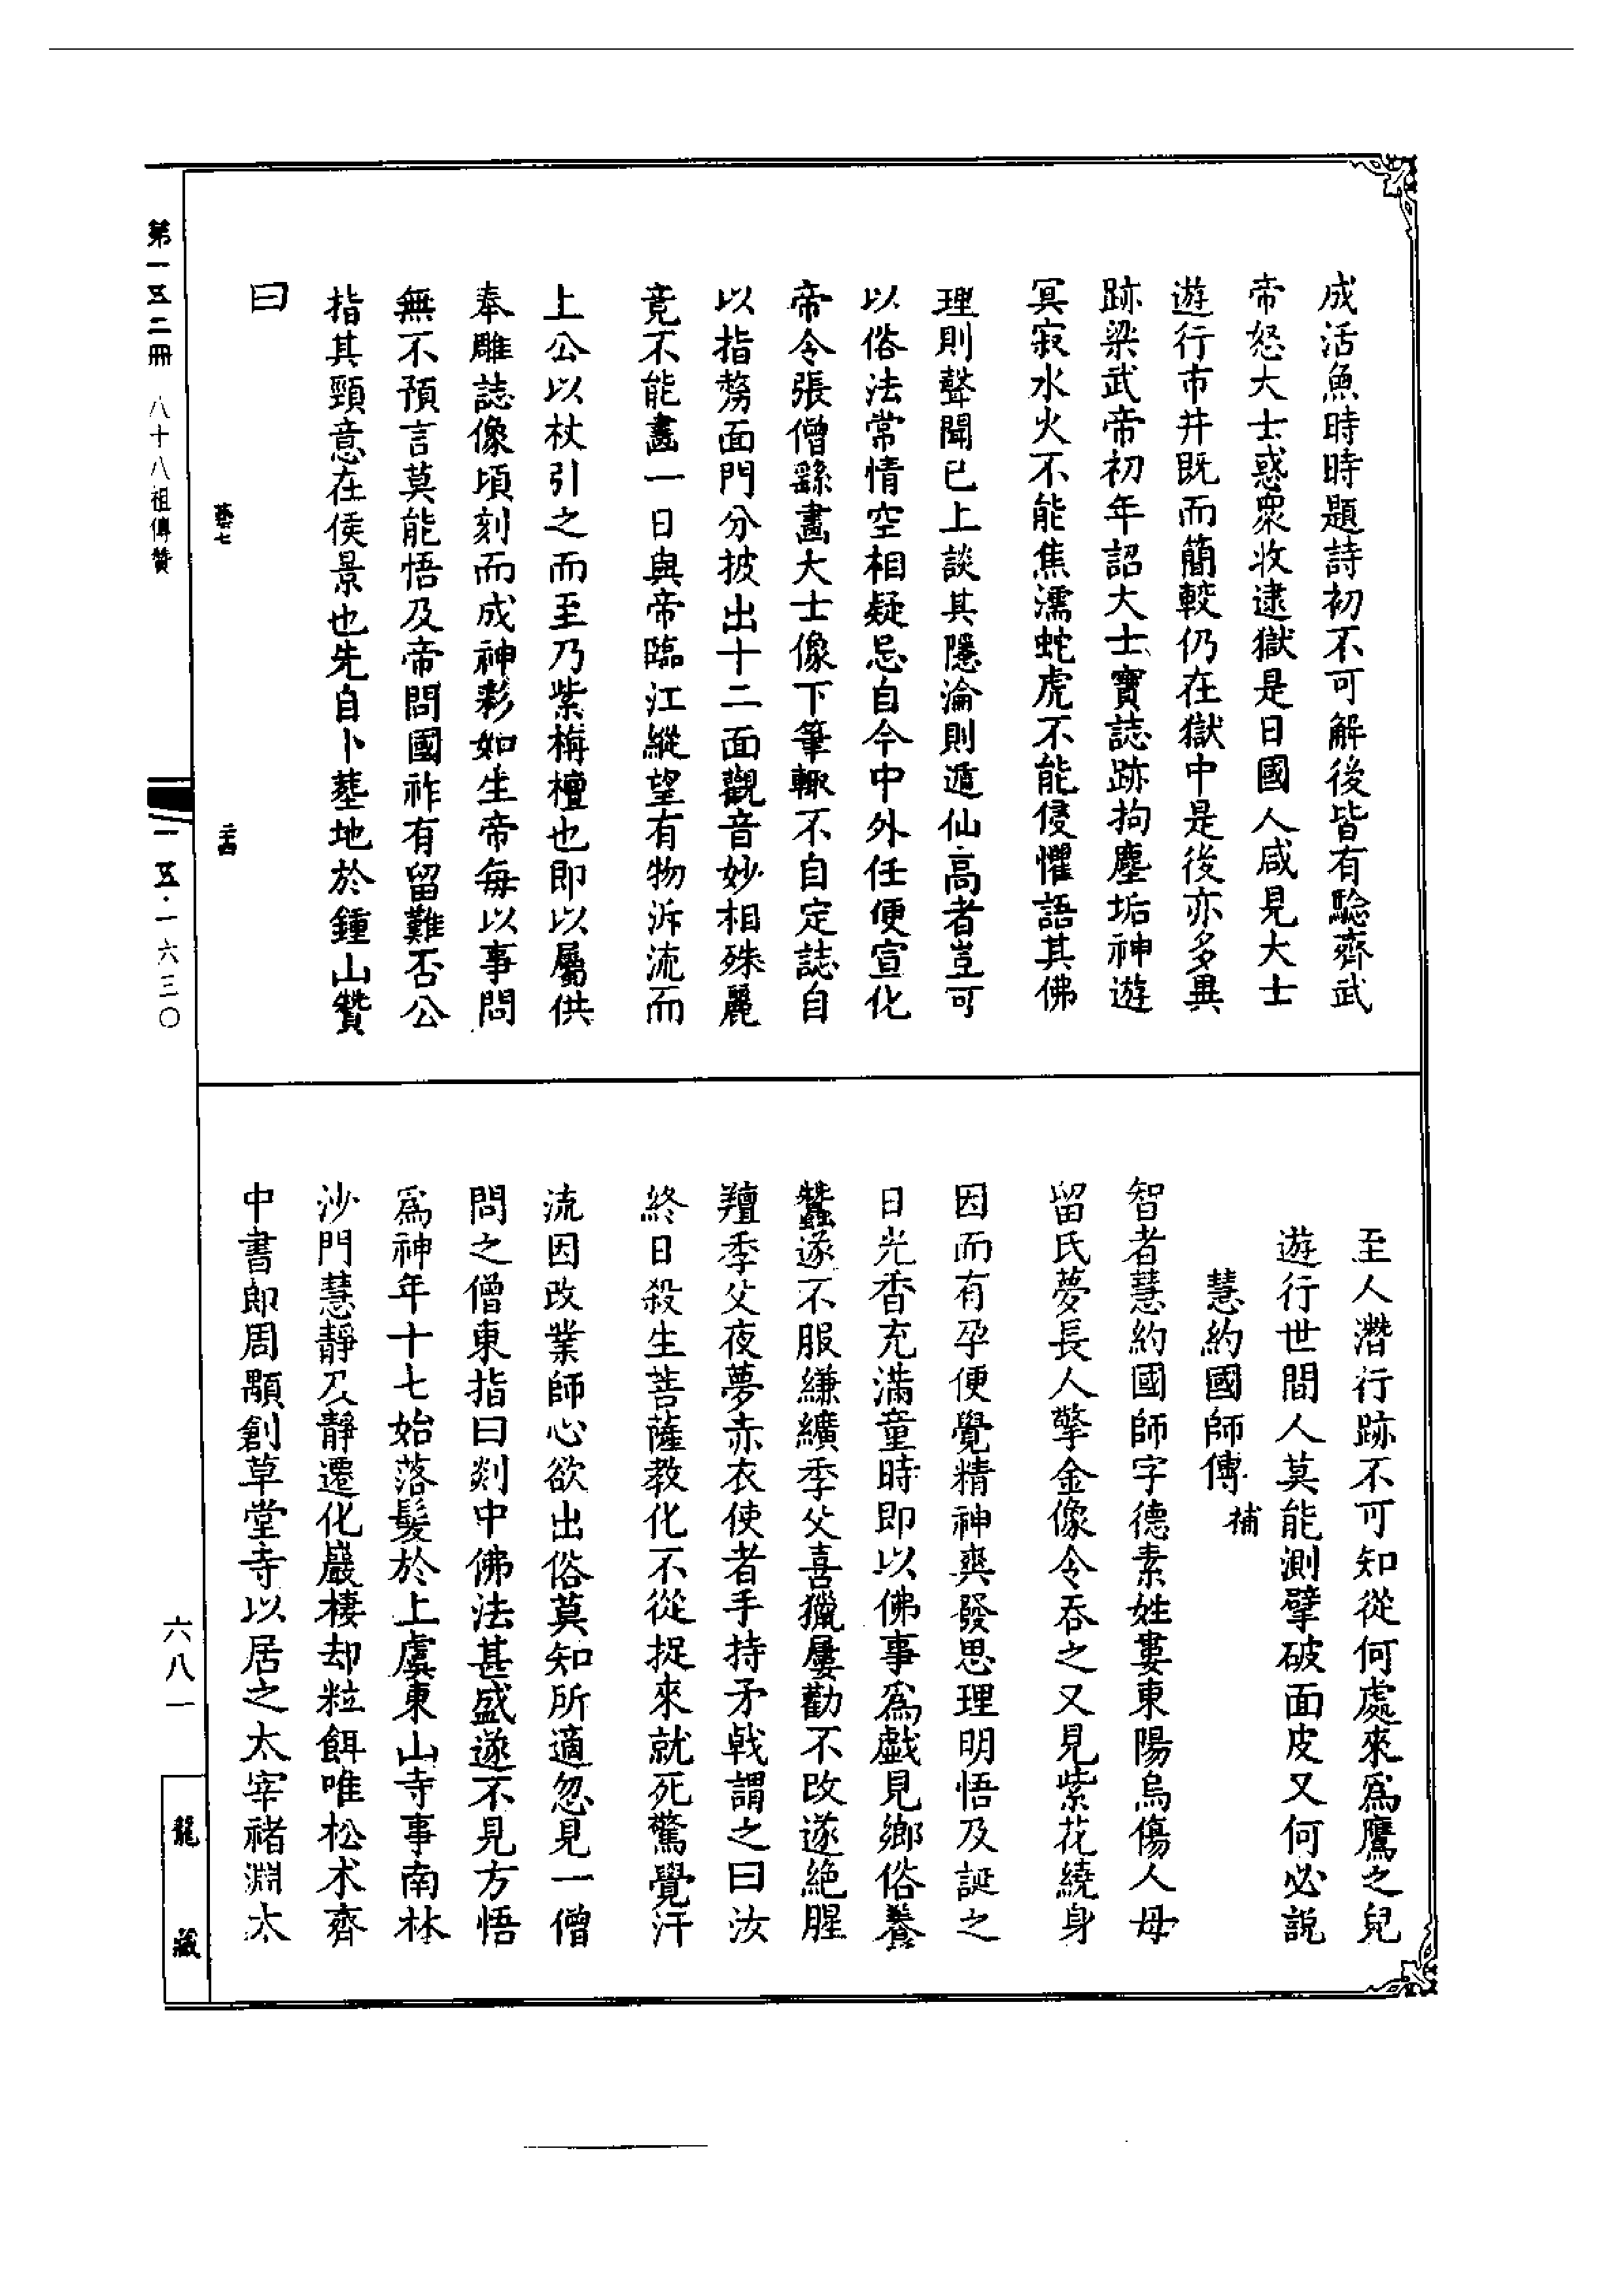 成活魚時時題詩初不可解後皆有驗齊武
帝怒大士惑衆收逮獄是日國人咸見大士
遊行市井既而簡較仍在獄中是後亦多異
跡梁武帝初年詔大士寶誌跡拘塵垢神遊
冥寂水火不能焦濡蛇虎不能侵懼語其佛
理則聲聞已上談其隱淪則遁仙高者豈可
以俗法常情空相疑忌自今中外任便宣化
帝令張僧繇畵大士像下筆輙不自定誌自
以指剺面門分披出十二面觀音妙相殊麗
竟不能畵一日與帝臨江縱望有物泝流而
上公以杖引之而至乃紫栴檀也即以屬供
奉雕誌像頃刻而成神彩如生帝每以事問
無不預言莫能悟及帝問國祚有留難否公
指其頸意在侯景也先自卜塟地於鍾山贊
曰
至人潛行跡不可知從何處來爲鷹之兒
遊行世間人莫能測擘破面皮又何必說
慧約國師傳 補
智者慧約國師字德素姓婁東陽烏傷人母
留氏夢長人擎金像令吞之又見紫花繞身
因而有孕便覺精神爽發思理明悟及誕之
日光香充滿童時即以佛事爲戲見鄉俗養
蠶遂不服縑纊季父喜獵屢勸不改遂絶腥
羶季父夜夢赤衣使者手持矛戟謂之曰汝
終日殺生菩薩教化不從捉來就死驚覺汗
流因改業師心欲出俗莫知所適忽見一僧
問之僧東指曰剡中佛法甚盛遂不見方悟
爲神年十七始落髮於上虞東山寺事南林
沙門慧靜及靜遷化巖棲却粒餌唯松朮齊
中書郎周顒創草堂寺以居之太宰褚淵太
藝七
二十四
第一五二冊 八十八祖傳贊
一五·一六三〇
六八一
龍藏